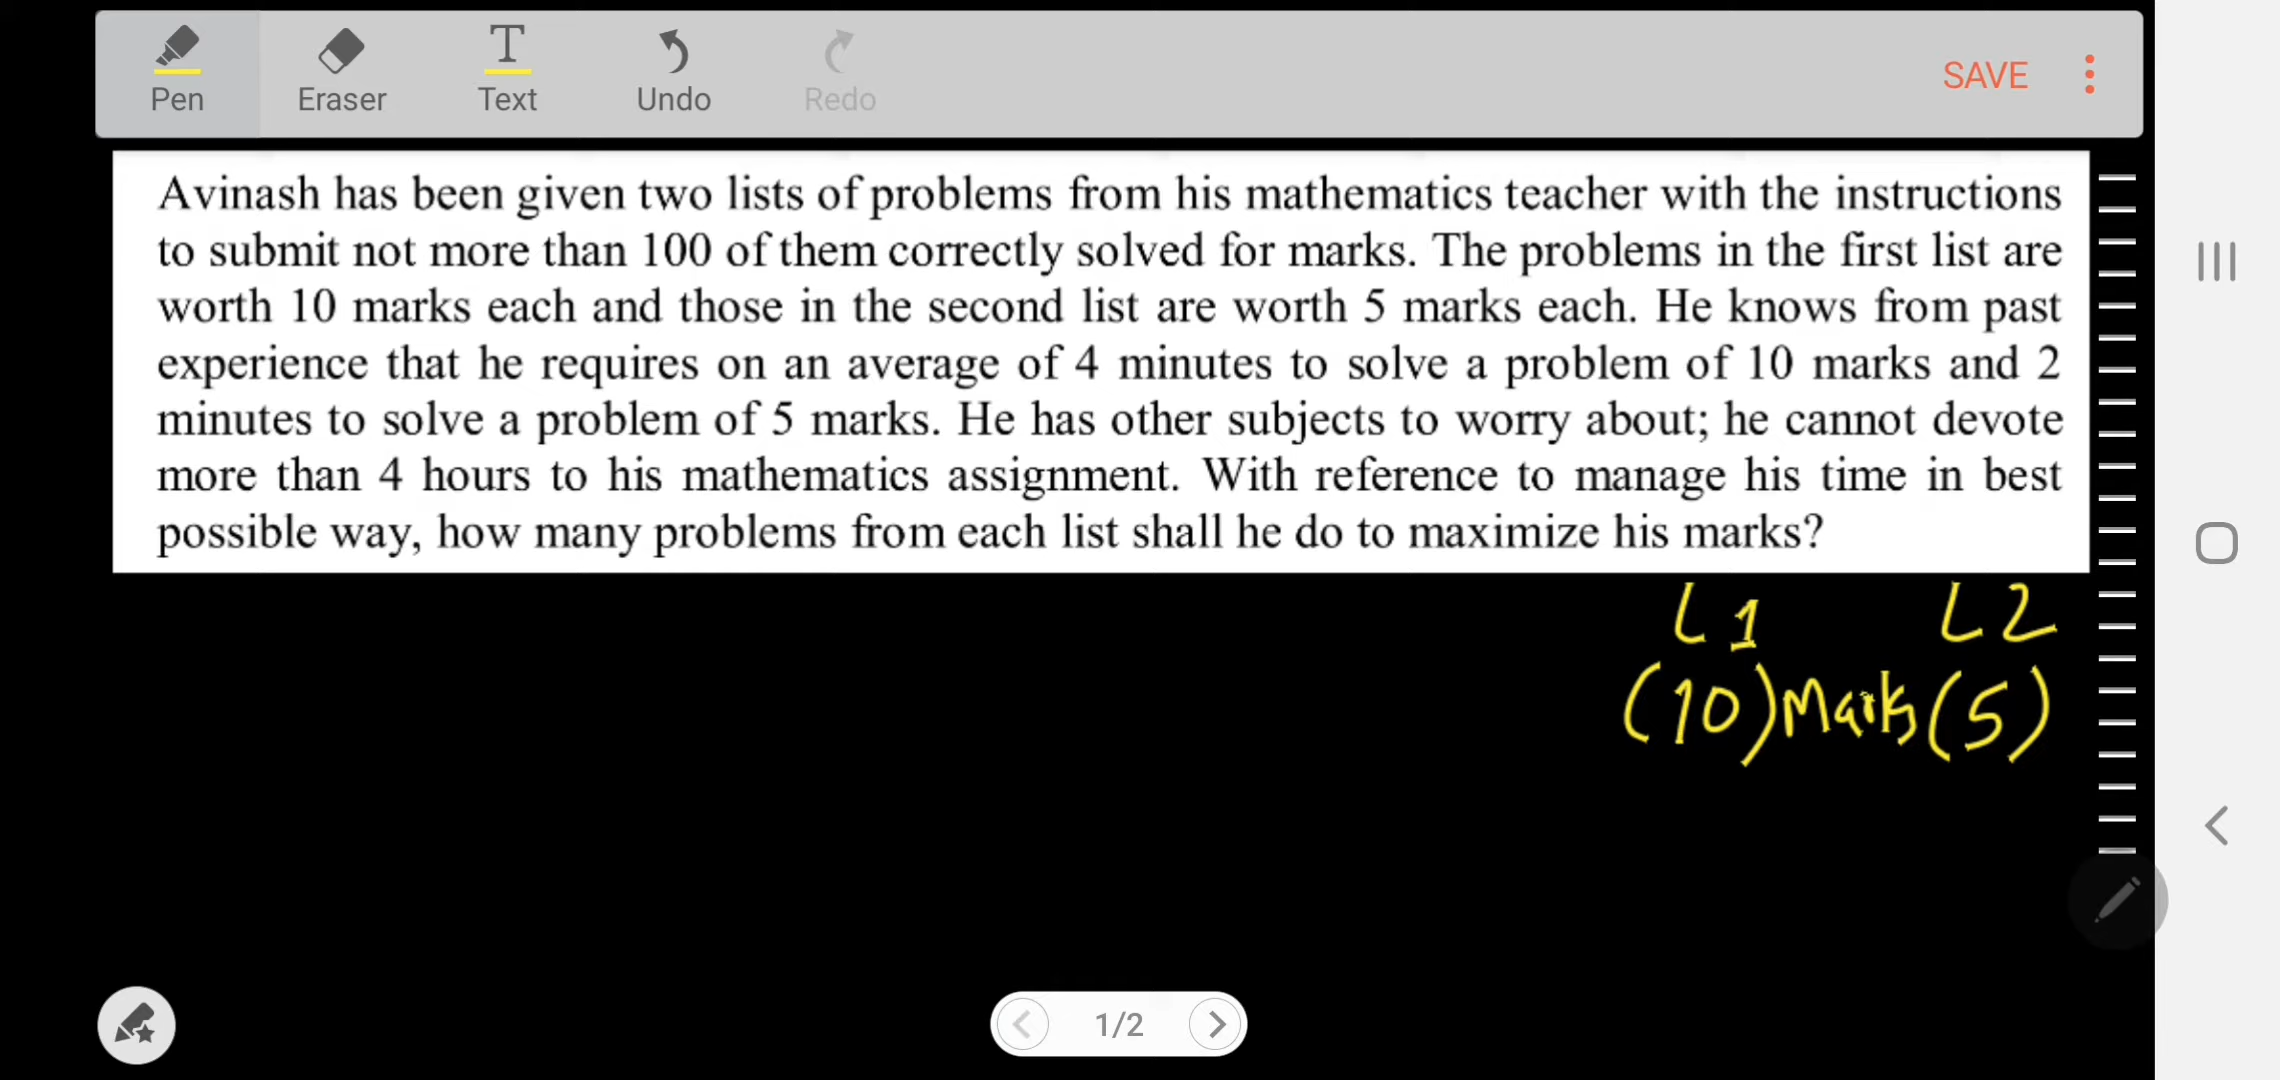 Pen Eraser Text Undo Redo SAVE
Avinash has been given two lists of problems from his mathematics teacher with the instructions
to submit not more than 100 of them correctly solved for marks. The problems in the first list are
worth 10 marks each and those in the second list are worth 5 marks each. He knows from past
experience that he requires on an average of 4 minutes to solve a problem of 10 marks and 2
minutes to solve a problem of 5 marks. He has other subjects to worry about; he cannot devote
more than 4 hours to his mathematics assignment. With reference to manage his time in best
possible way, how many problems from each list shall he do to maximize his marks?
L1 L2
(10) Marks (5)
1/2